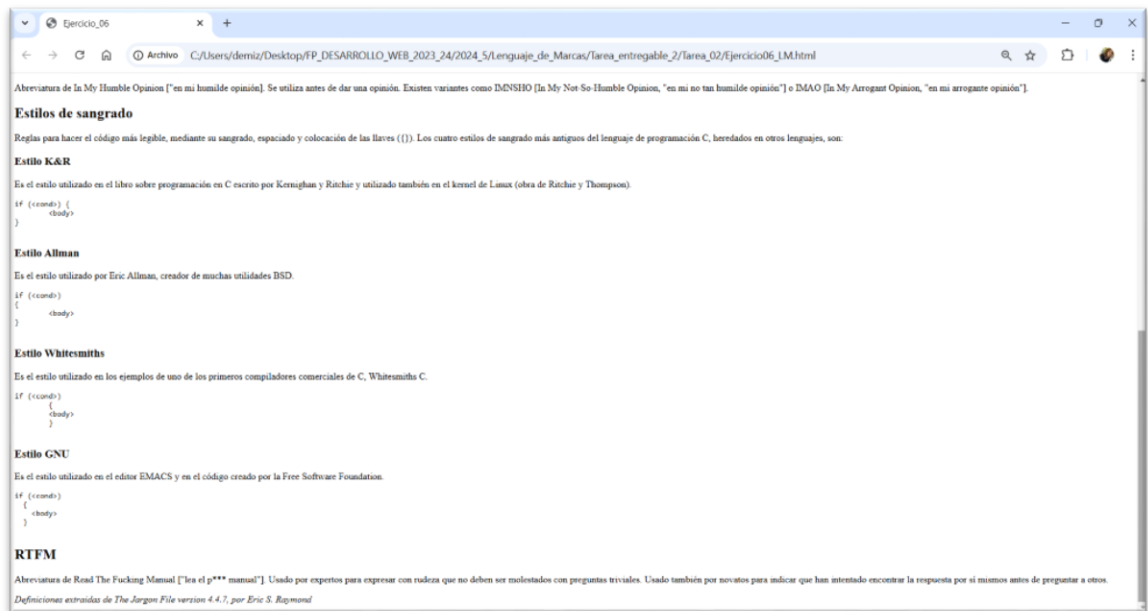 Ejercicio_06
Archivo C:/Users/demiz/Desktop/FP_DESARROLLO_WEB_2023_24/2024_5/Lenguaje_de_Marcas/Tarea_entregable_2/Tarea_02/Ejercicio06_LM.html
Abreviatura de In My Humble Opinion ["en mi humilde opinión]. Se utiliza antes de dar una opinión. Existen variantes como IMNSHO [In My Not-So-Humble Opinion, "en mi no tan humilde opinión"] o IMAO [In My Arrogant Opinion, "en mi arrogante opinión"].
Estilos de sangrado
Reglas para hacer el código más legible, mediante su sangrado, espaciado y colocación de las llaves ({}). Los cuatro estilos de sangrado más antiguos del lenguaje de programación C, heredados en otros lenguajes, son:
Estilo K&R
Es el estilo utilizado en el libro sobre programación en C escrito por Kernighan y Ritchie y utilizado también en el kernel de Linux (obra de Ritchie y Thompson).
if (<cond>) {
        <body>
}
Estilo Allman
Es el estilo utilizado por Eric Allman, creador de muchas utilidades BSD.
if (<cond>)
{
        <body>
}
Estilo Whitesmiths
Es el estilo utilizado en los ejemplos de uno de los primeros compiladores comerciales de C, Whitesmiths C.
if (<cond>)
        {
        <body>
        }
Estilo GNU
Es el estilo utilizado en el editor EMACS y en el código creado por la Free Software Foundation.
if (<cond>)
  {
    <body>
  }
RTFM
Abreviatura de Read The Fucking Manual ["lea el p*** manual"]. Usado por expertos para expresar con rudeza que no deben ser molestados con preguntas triviales. Usado también por novatos para indicar que han intentado encontrar la respuesta por si mismos antes de preguntar a otros.
Definiciones extraidas de The Jargon File version 4.4.7, por Eric S. Raymond